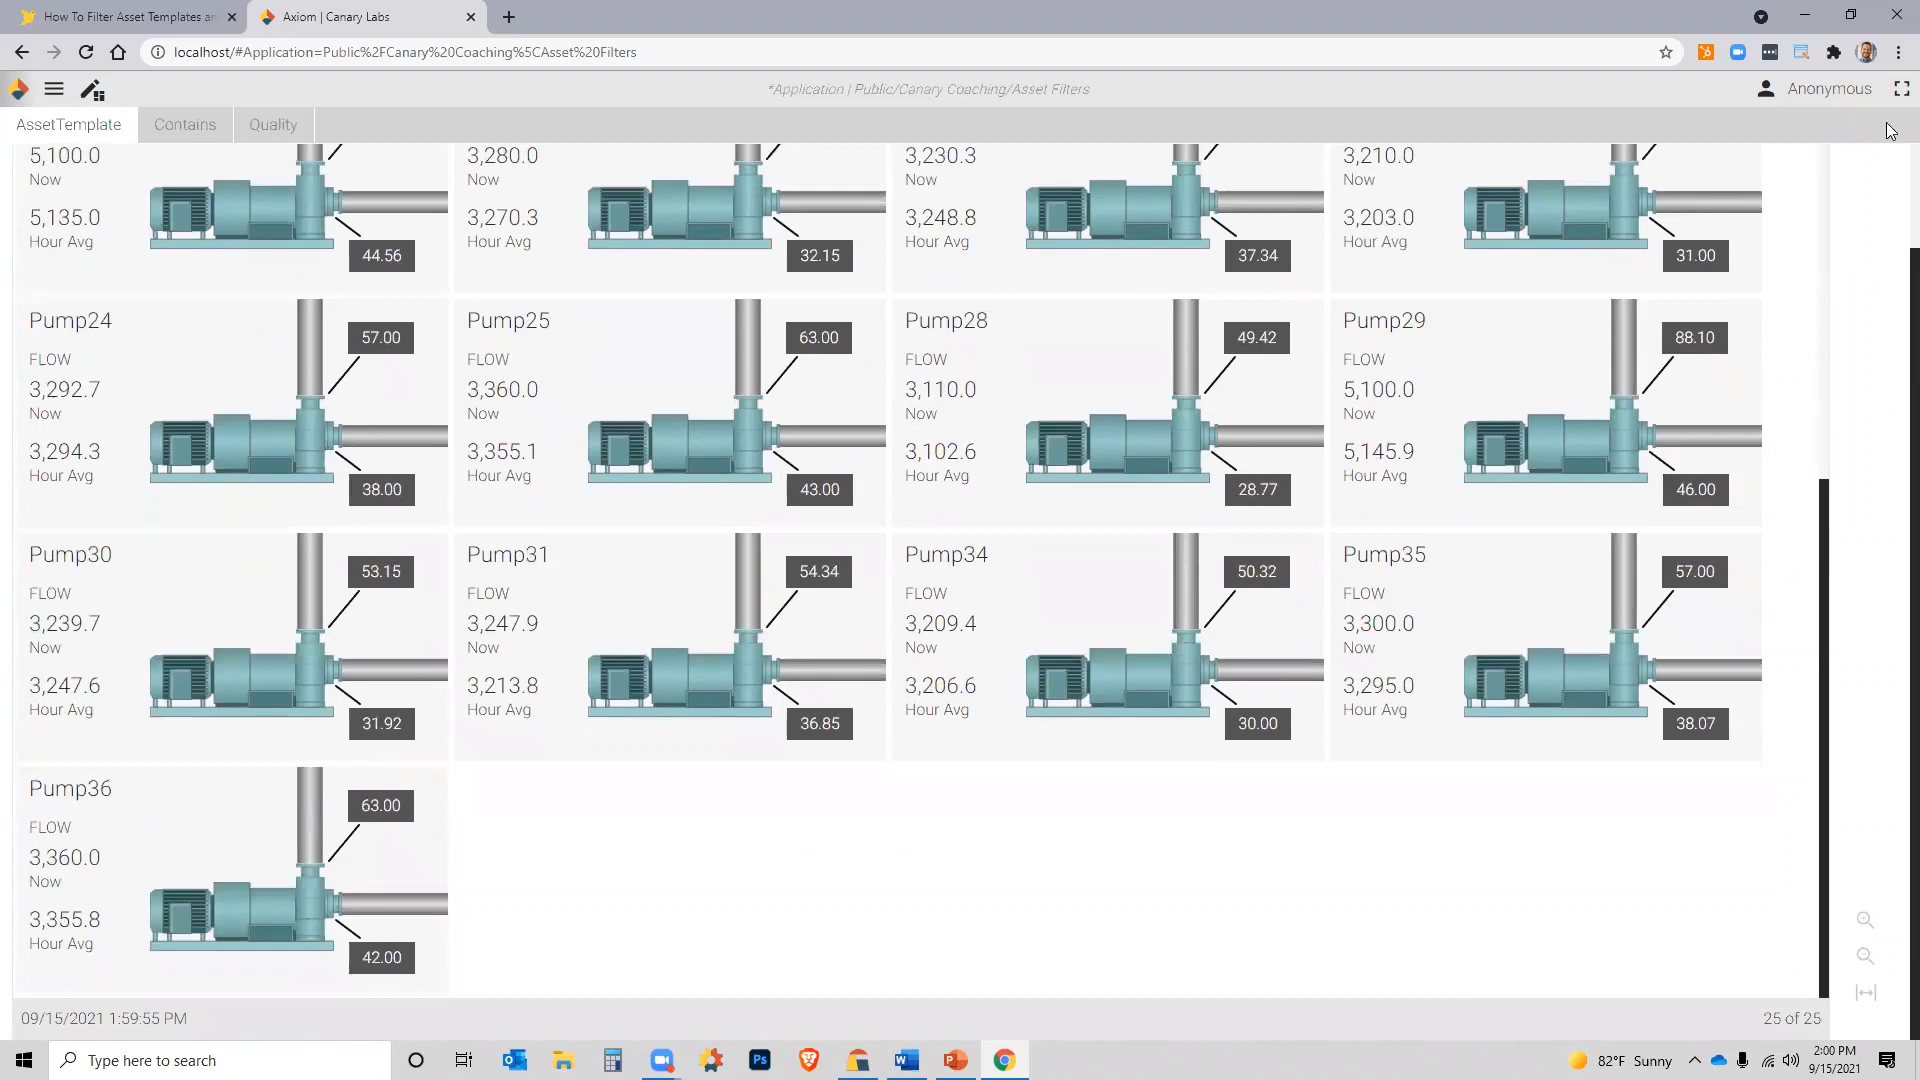 How To Filter Asset Templates an
Axiom | Canary Labs
localhost/#Application=Public%2FCanary%20Coaching%5CAsset%20Filters
*Application | Public/Canary Coaching/Asset Filters
Anonymous
AssetTemplate
Contains
Quality
5,100.0
Now
5,135.0
Hour Avg
44.56
3,280.0
Now
3,270.3
Hour Avg
32.15
3,230.3
Now
3,248.8
Hour Avg
37.34
3,210.0
Now
3,203.0
Hour Avg
31.00
Pump24
FLOW
3,292.7
Now
3,294.3
Hour Avg
57.00
38.00
Pump25
FLOW
3,360.0
Now
3,355.1
Hour Avg
63.00
43.00
Pump28
FLOW
3,110.0
Now
3,102.6
Hour Avg
49.42
28.77
Pump29
FLOW
5,100.0
Now
5,145.9
Hour Avg
88.10
46.00
Pump30
FLOW
3,239.7
Now
3,247.6
Hour Avg
53.15
31.92
Pump31
FLOW
3,247.9
Now
3,213.8
Hour Avg
54.34
36.85
Pump34
FLOW
3,209.4
Now
3,206.6
Hour Avg
50.32
30.00
Pump35
FLOW
3,300.0
Now
3,295.0
Hour Avg
57.00
38.07
Pump36
FLOW
3,360.0
Now
3,355.8
Hour Avg
63.00
42.00
09/15/2021 1:59:55 PM
25 of 25
Type here to search
Ps
82°F Sunny
2:00 PM
9/15/2021